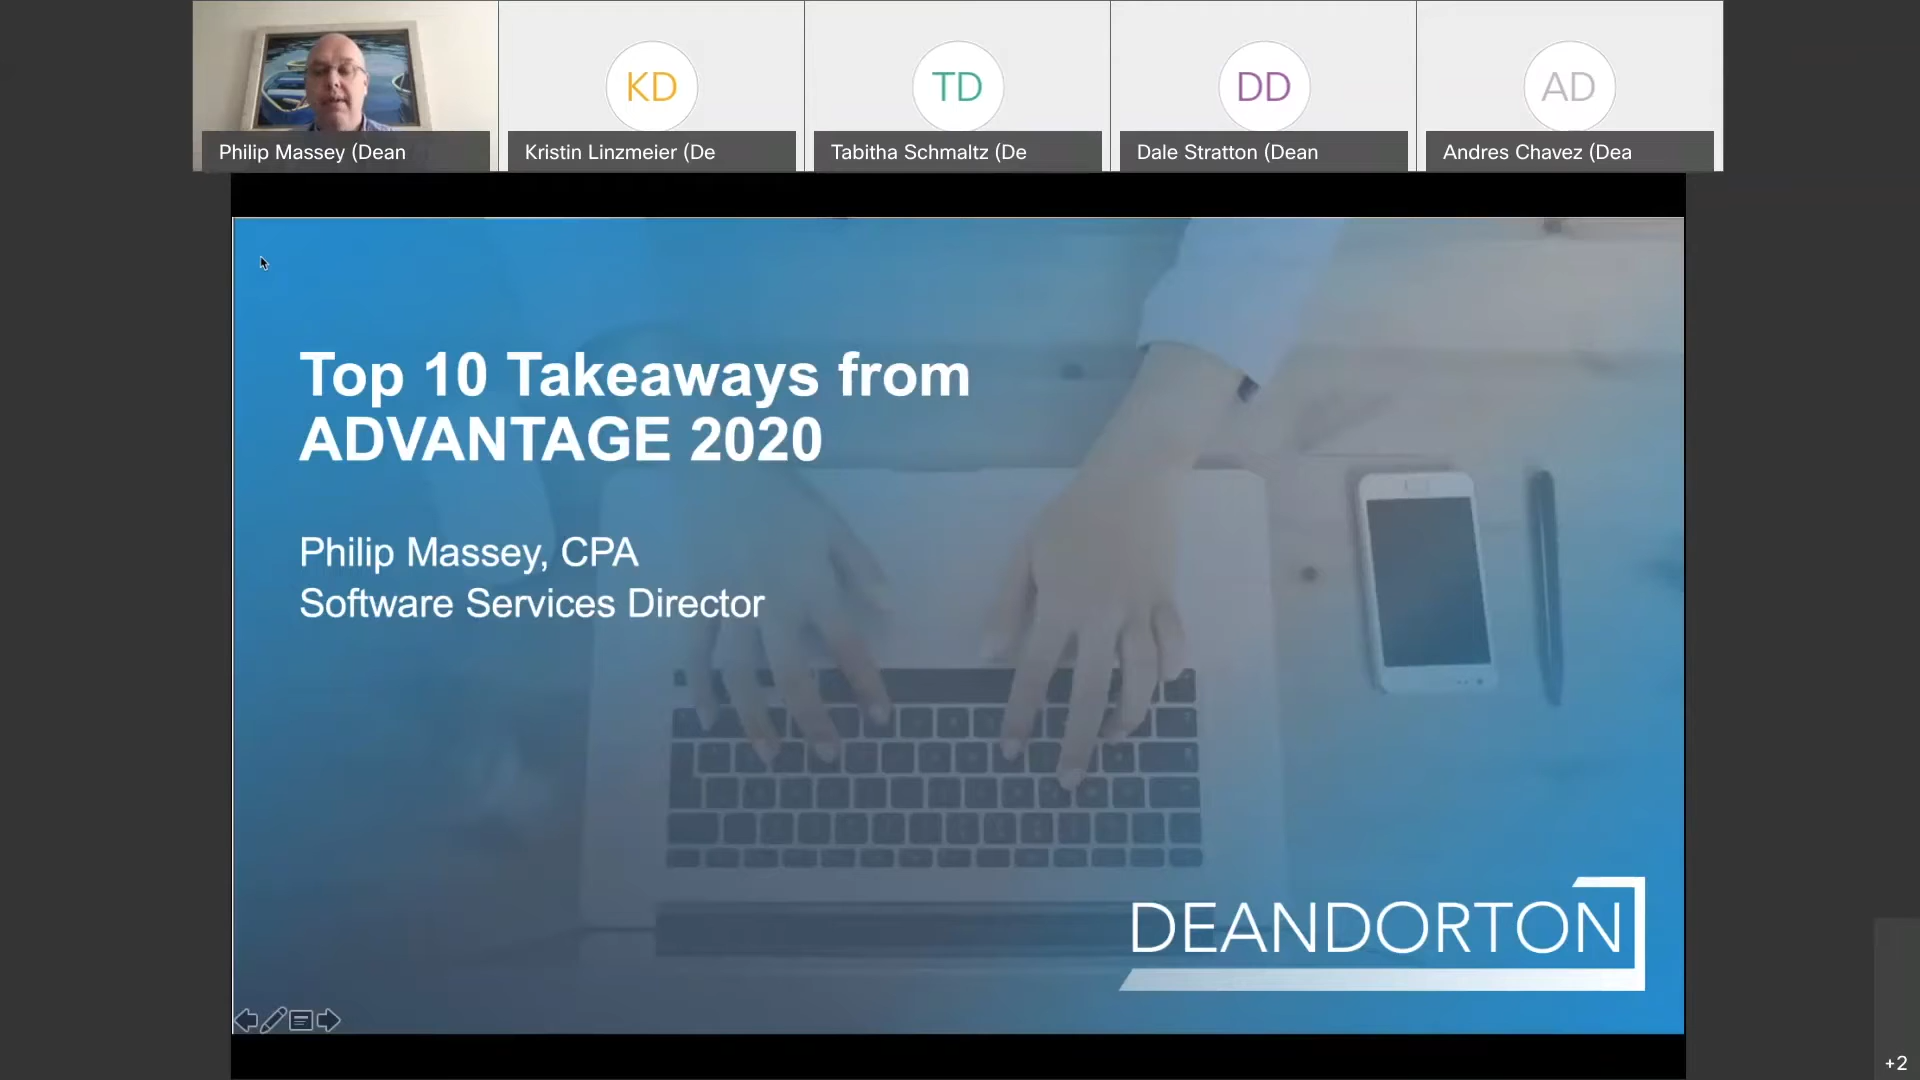 KD
TD
DD
AD
Philip Massey (Dean
Kristin Linzmeier (De
Tabitha Schmaltz (De
Dale Stratton (Dean
Andres Chavez (Dea
Top 10 Takeaways from
ADVANTAGE 2020
Philip Massey, CPA
Software Services Director
DEANDORTON
+2